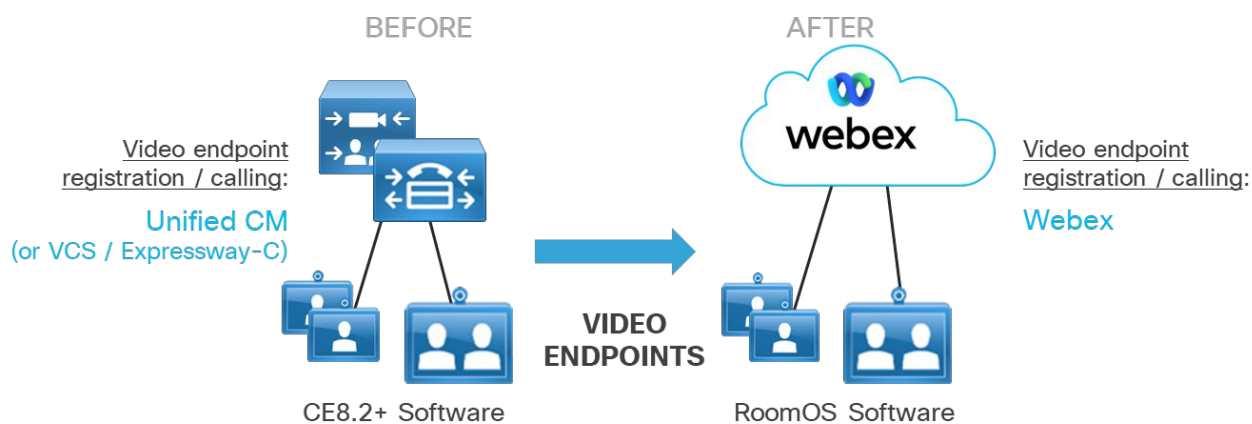 BEFORE
AFTER
webex
Video endpoint
registration / calling:
Unified CM
(or VCS / Expressway-C)
Video endpoint
registration / calling:
Webex
VIDEO
ENDPOINTS
CE8.2+ Software
RoomOS Software